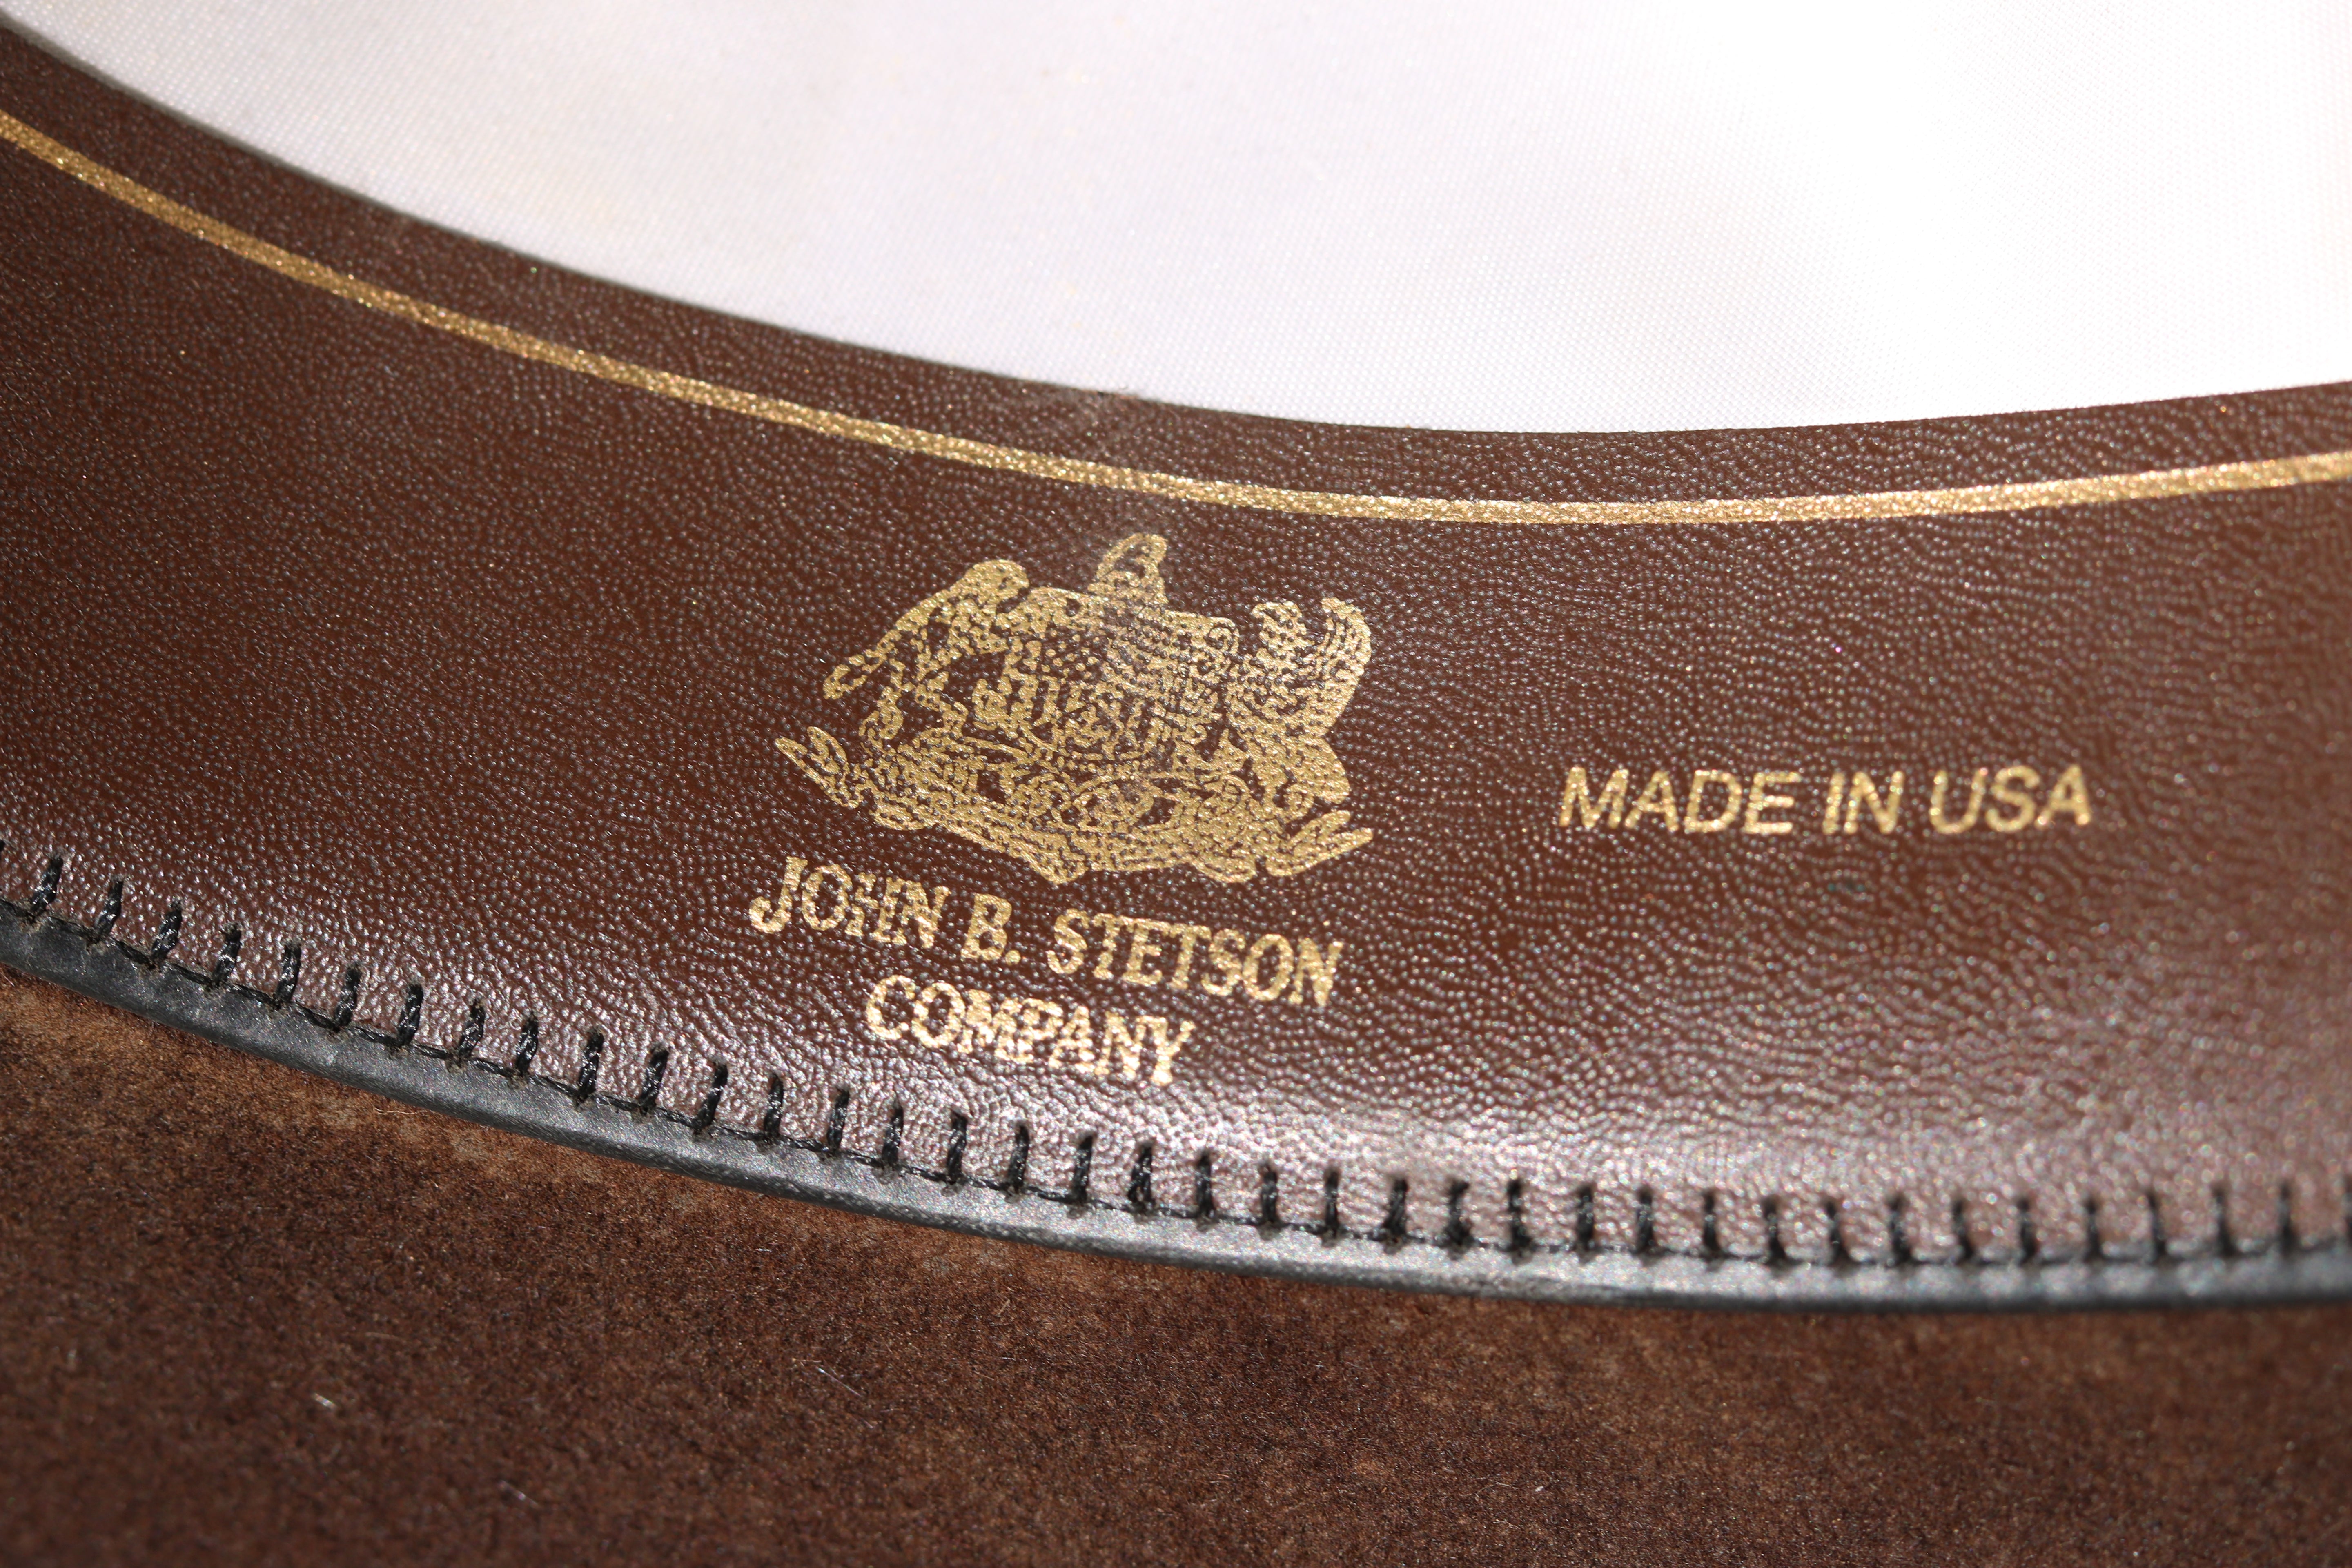 JOHN B. STETSON
COMPANY
MADE IN USA